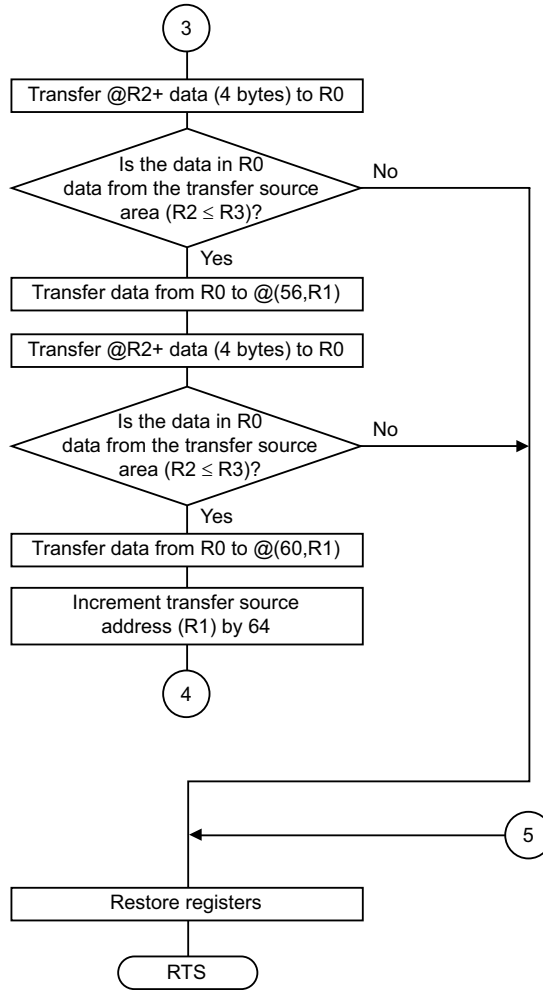 3
Transfer @R2+ data (4 bytes) to R0
Is the data in R0
data from the transfer source
area (R2 ≤ R3)?
No
Yes
Transfer data from R0 to @(56,R1)
Transfer @R2+ data (4 bytes) to R0
Is the data in R0
data from the transfer source
area (R2 ≤ R3)?
No
Yes
Transfer data from R0 to @(60,R1)
Increment transfer source
address (R1) by 64
4
5
Restore registers
RTS